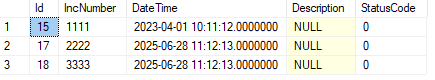 Id IncNumber DateTime Description StatusCode
1 15 1111 2023-04-01 10:11:12.0000000 NULL 0
2 17 2222 2025-06-28 11:12:13.0000000 NULL 0
3 18 3333 2025-06-28 11:12:13.0000000 NULL 0